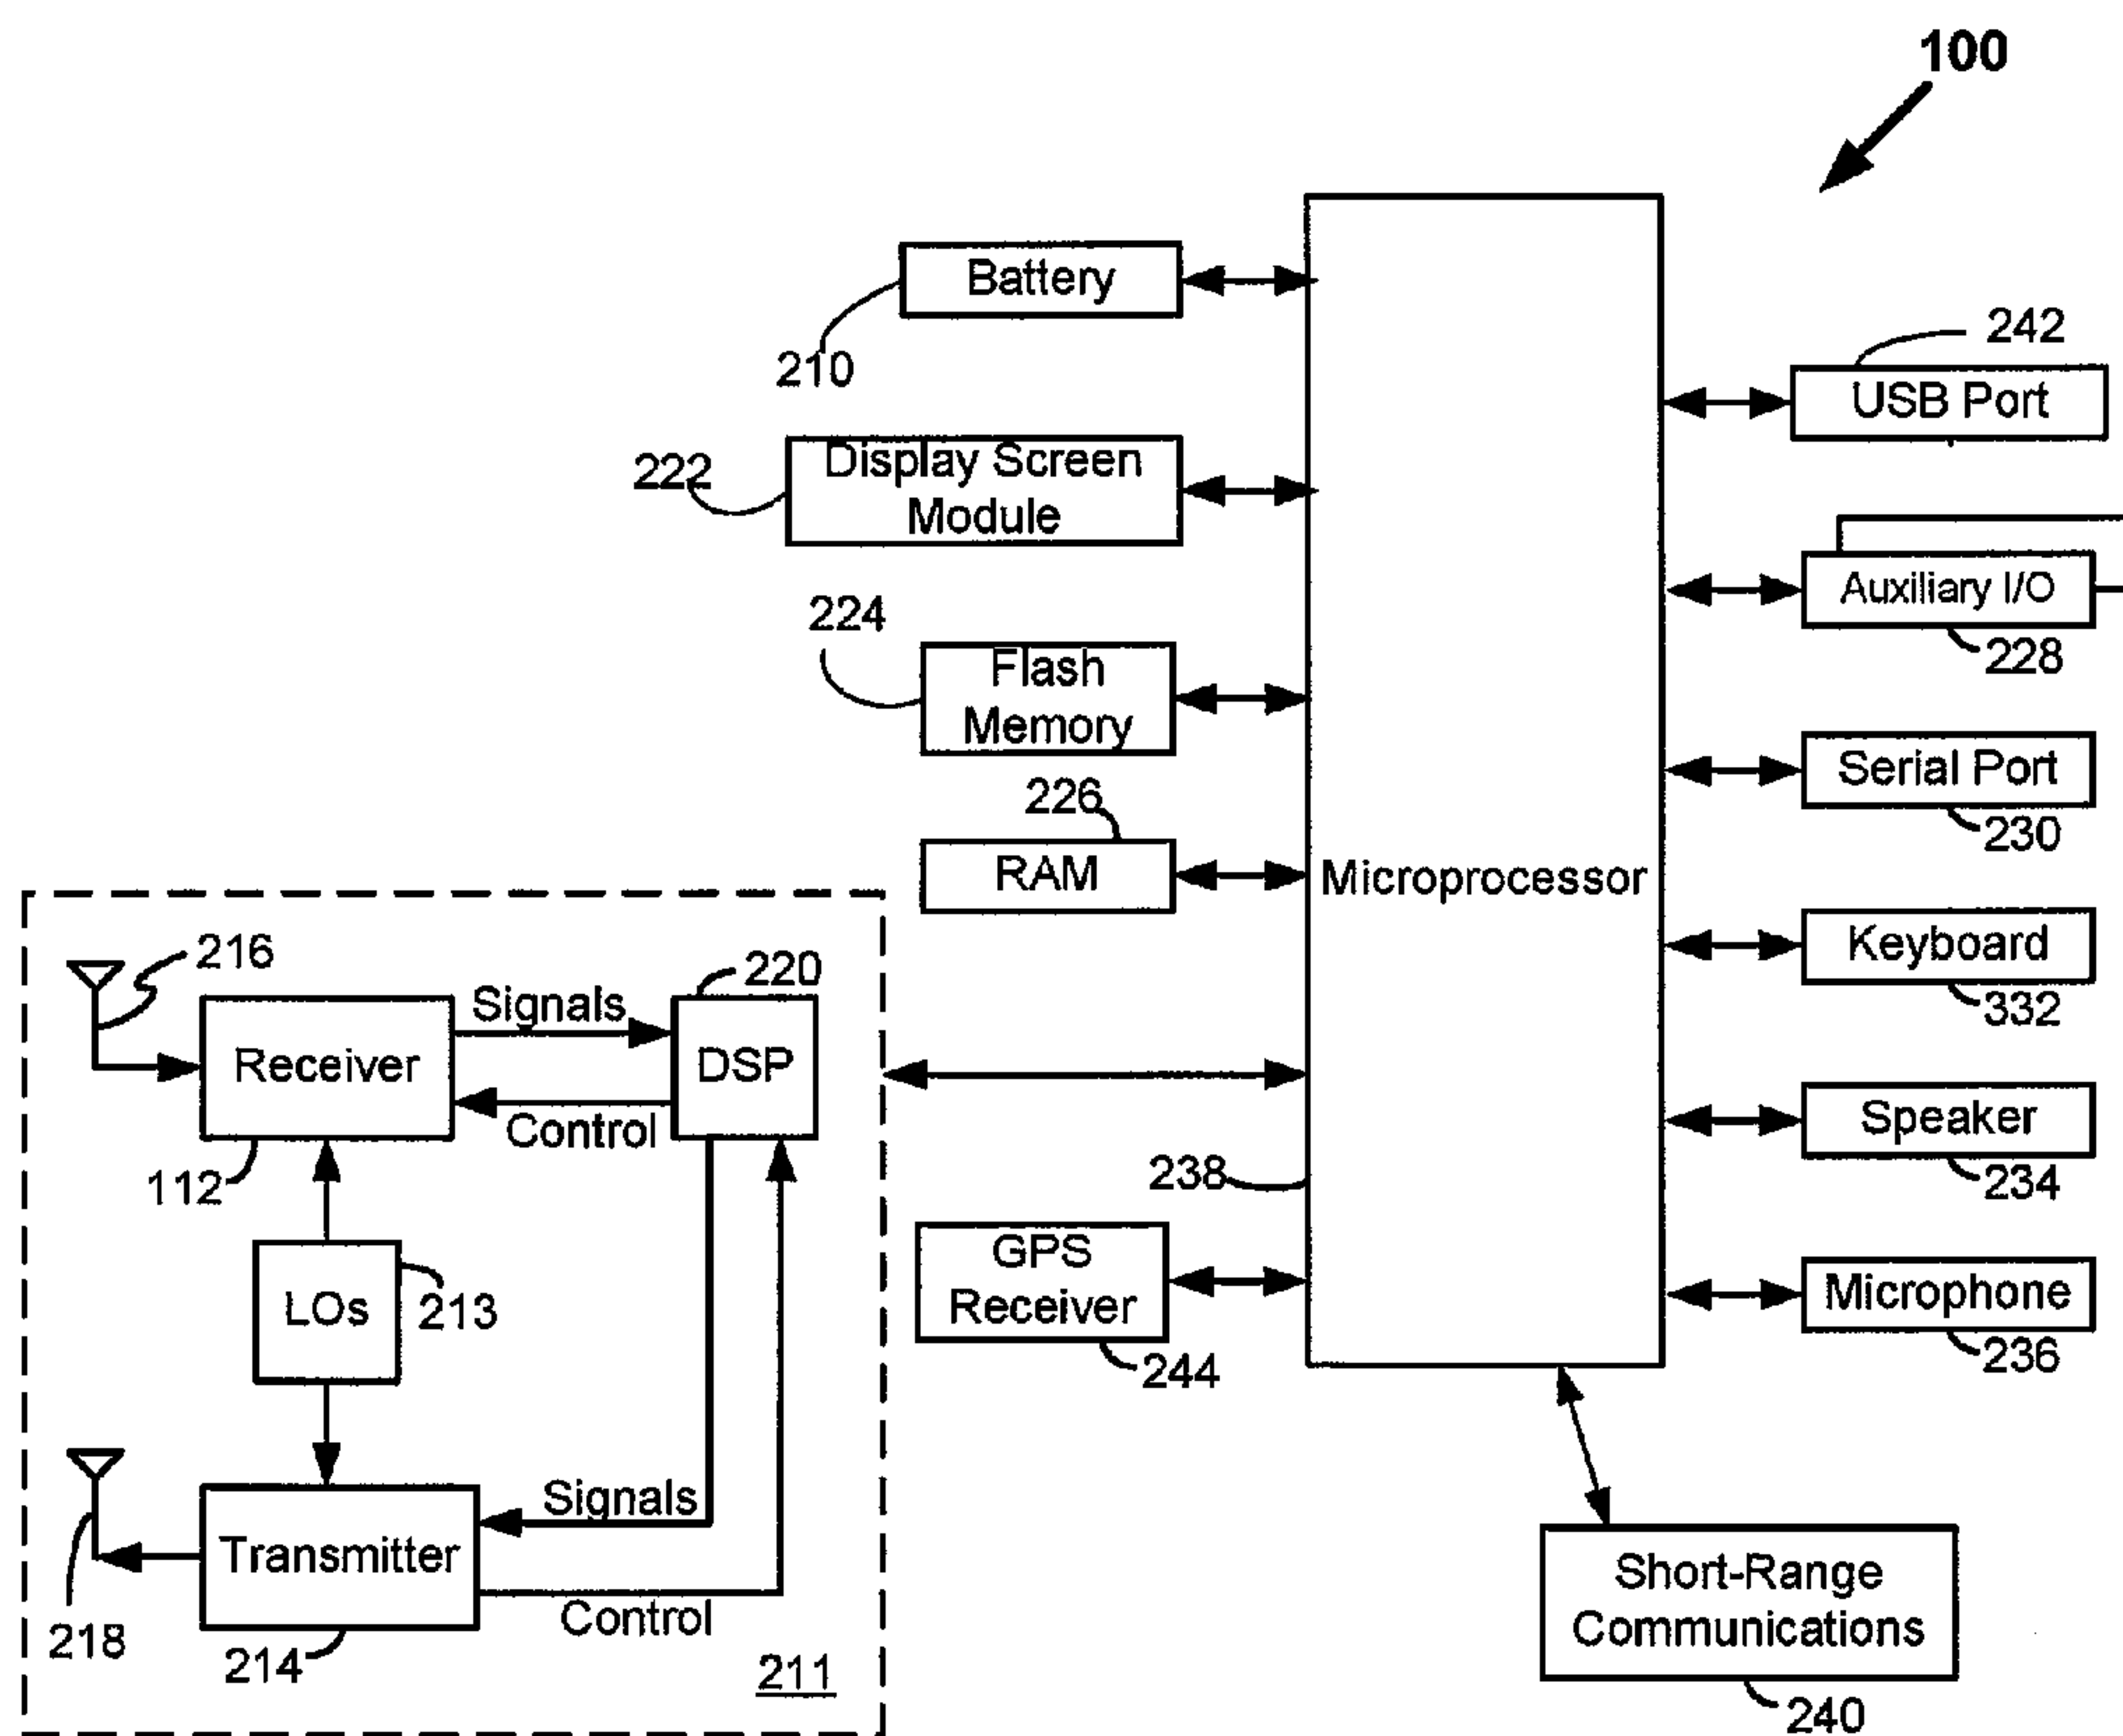 100
Battery
210
242
USB Port
Display Screen
Module
222
Auxiliary I/O
228
224
Flash
Memory
Serial Port
230
226
RAM
Microprocessor
238
Keyboard
332
216
Receiver
112
Signals
Control
220
DSP
Speaker
234
LOs
213
GPS
Receiver
244
Microphone
236
218
Transmitter
214
Signals
Control
211
Short-Range
Communications
240